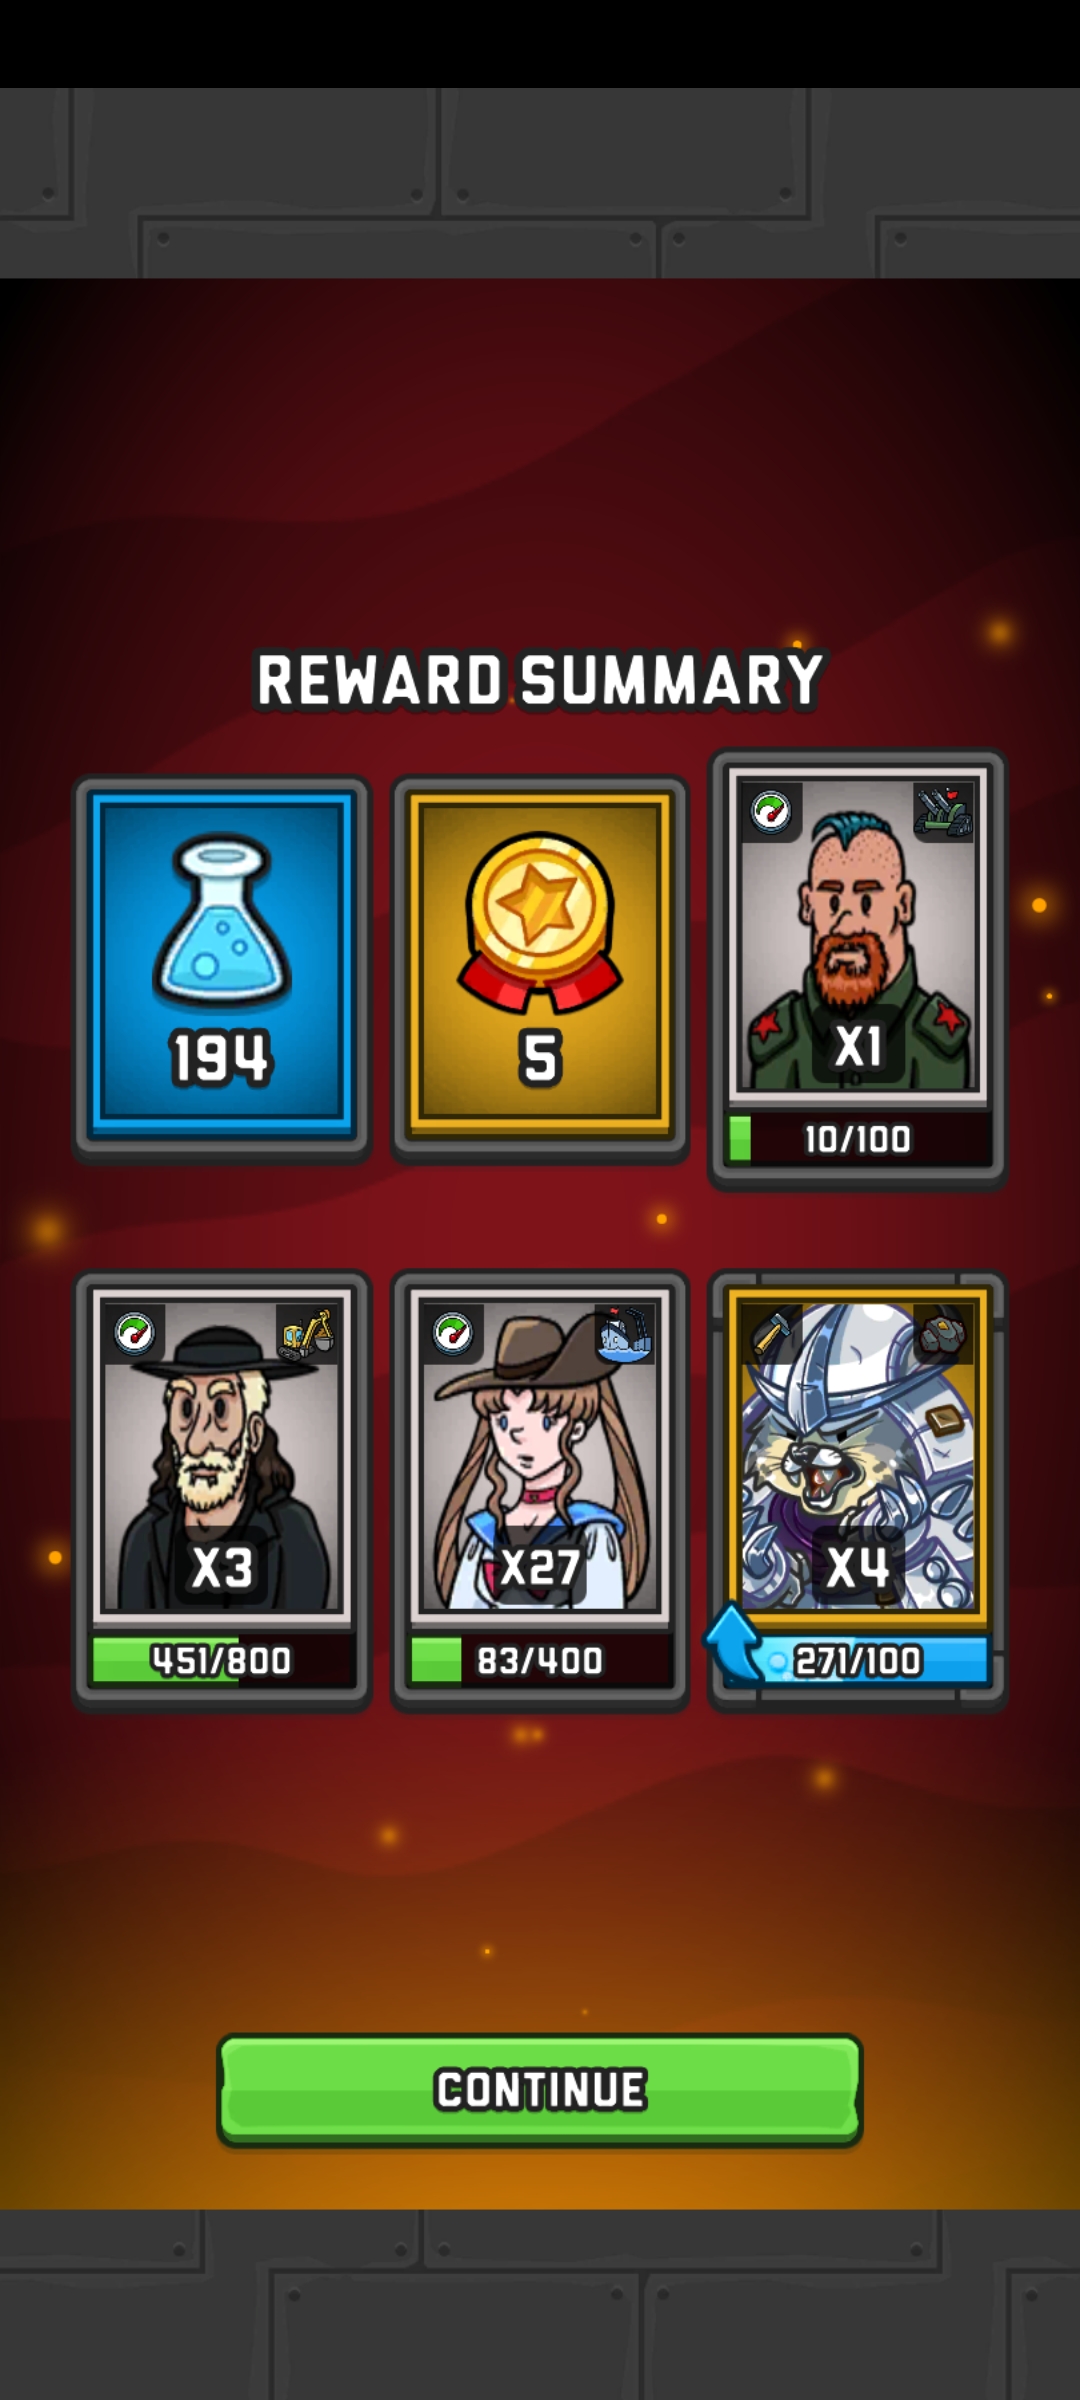 REWARD SUMMARY
194
5
X1
10/100
X3
451/800
X27
83/400
X4
271/100
CONTINUE